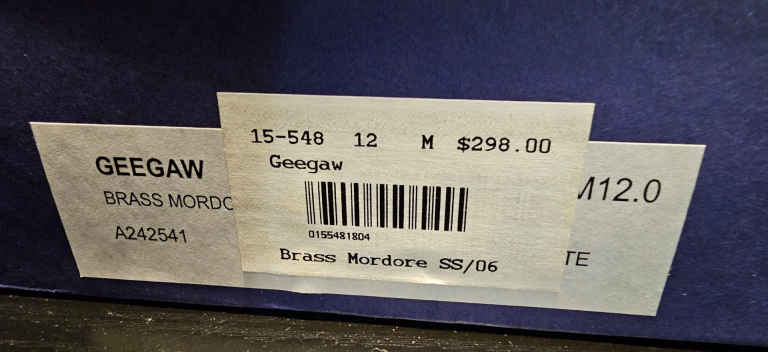 15-548 12 M $298.00
Geegaw
0155481804
Brass Mordore SS/06
GEEGAW
BRASS MORDO
A242541
M12.0
TE